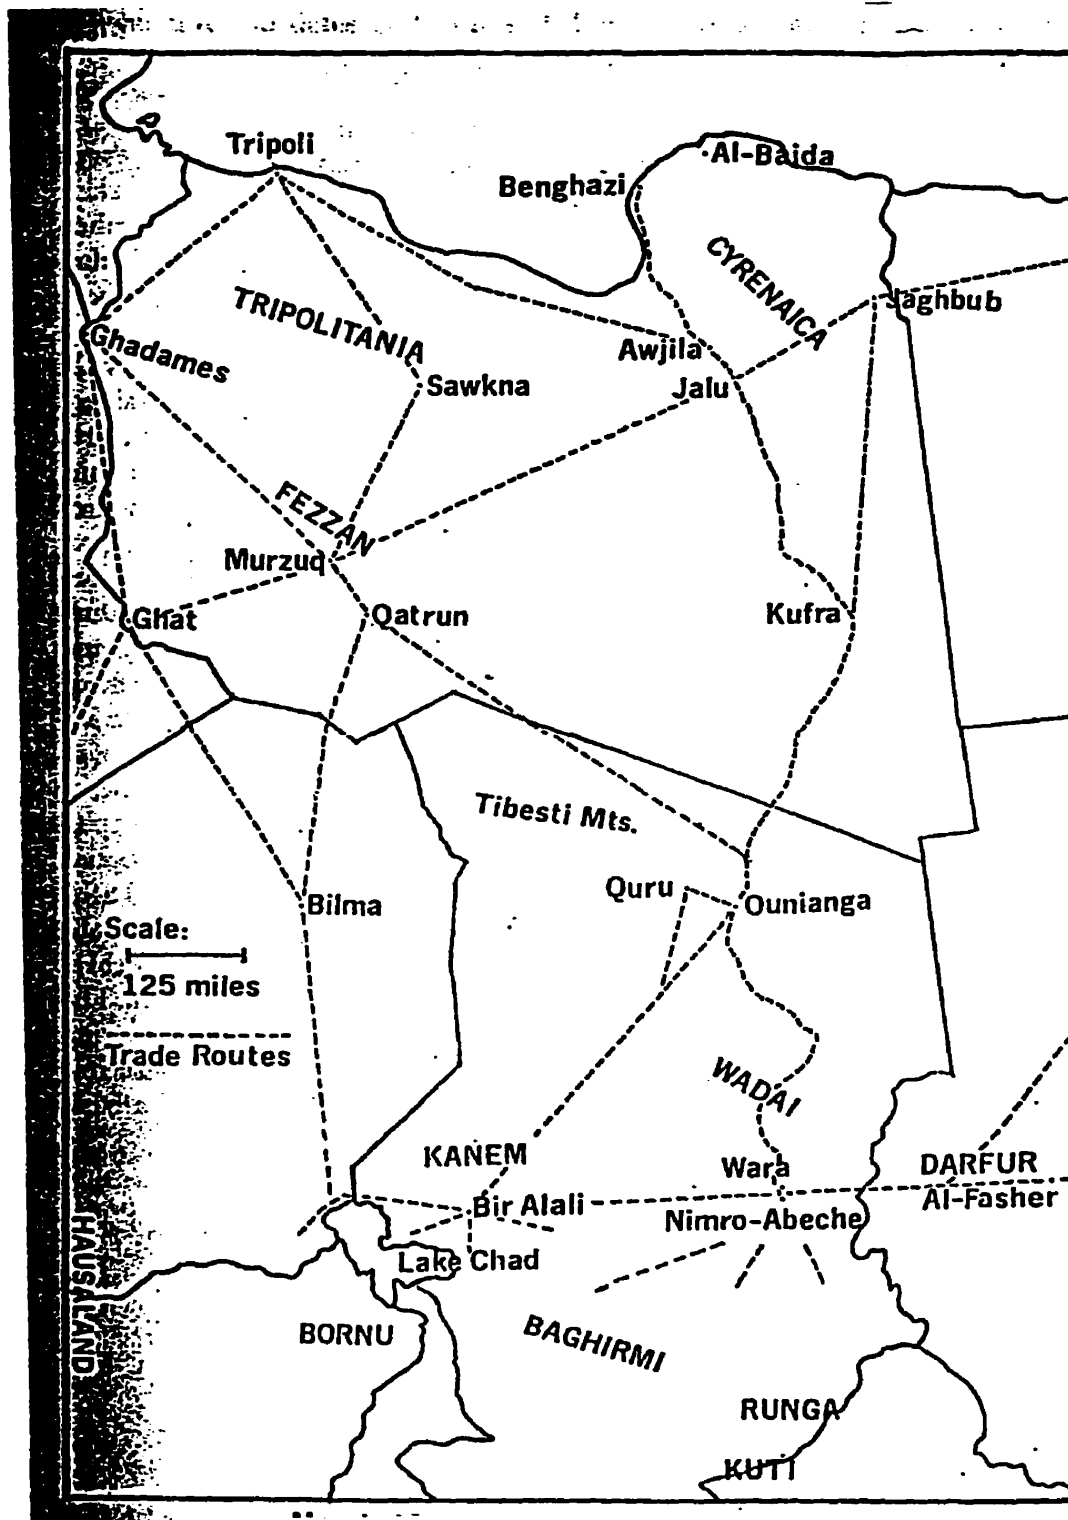 Tripoli
Al-Baida
Benghazi
CYRENAICA
Jaghbub
TRIPOLITANIA
Ghadames
Awjila
Sawkna
Jalu
FEZZAN
Murzuq
Ghat
Qatrun
Kufra
Tibesti Mts.
Quru
Ounianga
Bilma
Scale:
125 miles
Trade Routes
WADAI
KANEM
Wara
DARFUR
Bir Alali
Al-Fasher
Nimro-Abeche
Lake Chad
HAUSALAND
BORNU
BAGHIRMI
RUNGA
KUTI